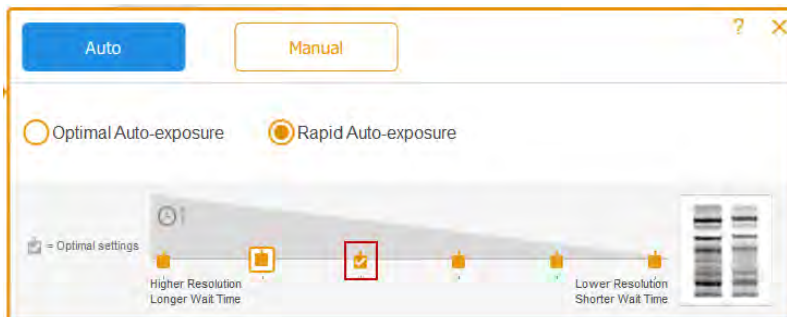 Auto
Manual
?
Optimal Auto-exposure
Rapid Auto-exposure
= Optimal settings
Higher Resolution
Longer Wait Time
Lower Resolution
Shorter Wait Time